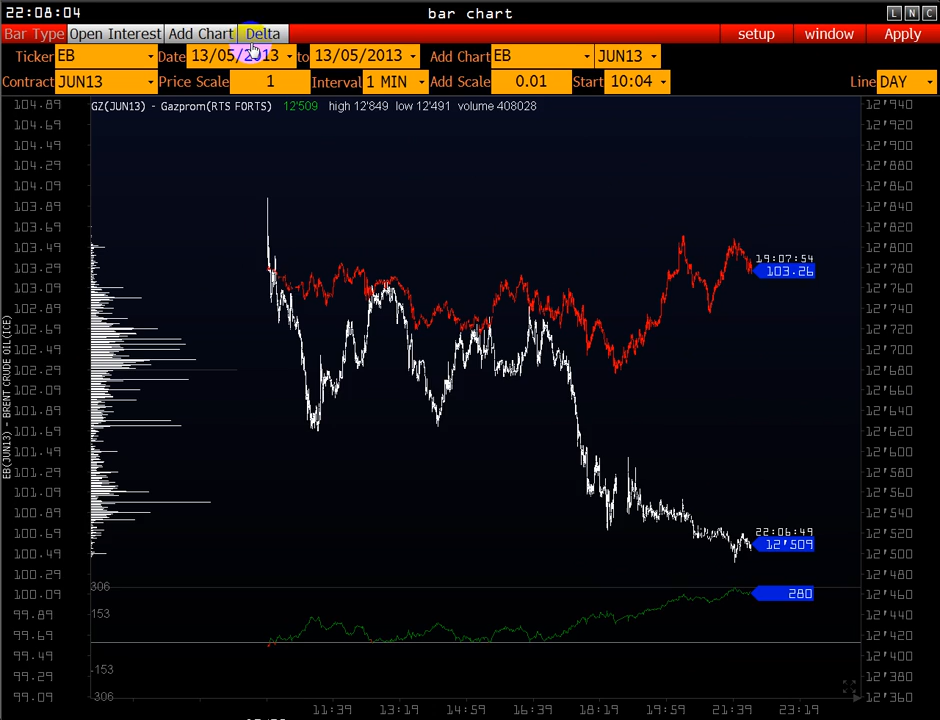 22:08:04
bar chart
L N C
Bar Type Open Interest Add Chart Delta
setup window Apply
Ticker EB Date 13/05/2013 to 13/05/2013 Add Chart EB JUN13
Contract JUN13 Price Scale 1 Interval 1 MIN Add Scale 0.01 Start 10:04 Line DAY
GZ(JUN13) - Gazprom(RTS FORTS) 12'509 high 12'849 low 12'491 volume 408028
104.89 12'940
104.69 12'920
104.49 12'900
104.29 12'880
104.09 12'860
103.89 12'840
103.69 12'820
103.49 12'800
19:07:54
103.29 103.26 12'780
103.09 12'760
102.89 12'740
102.69 12'720
102.49 12'700
102.29 12'680
102.09 12'660
101.89 12'640
101.69 12'620
101.49 12'600
101.29 12'580
101.09 12'560
100.89 12'540
100.69 22:06:49 12'520
12'509
100.49 12'500
100.29 12'480
306
100.09 280 12'460
99.89 153 12'440
99.69 12'420
99.49 12'400
99.29 .153 12'380
99.09 .306 12'360
EB(JUN13) - BRENT CRUDE OIL(ICE)
11:39 13:19 14:59 16:39 18:19 19:59 21:39 23:19